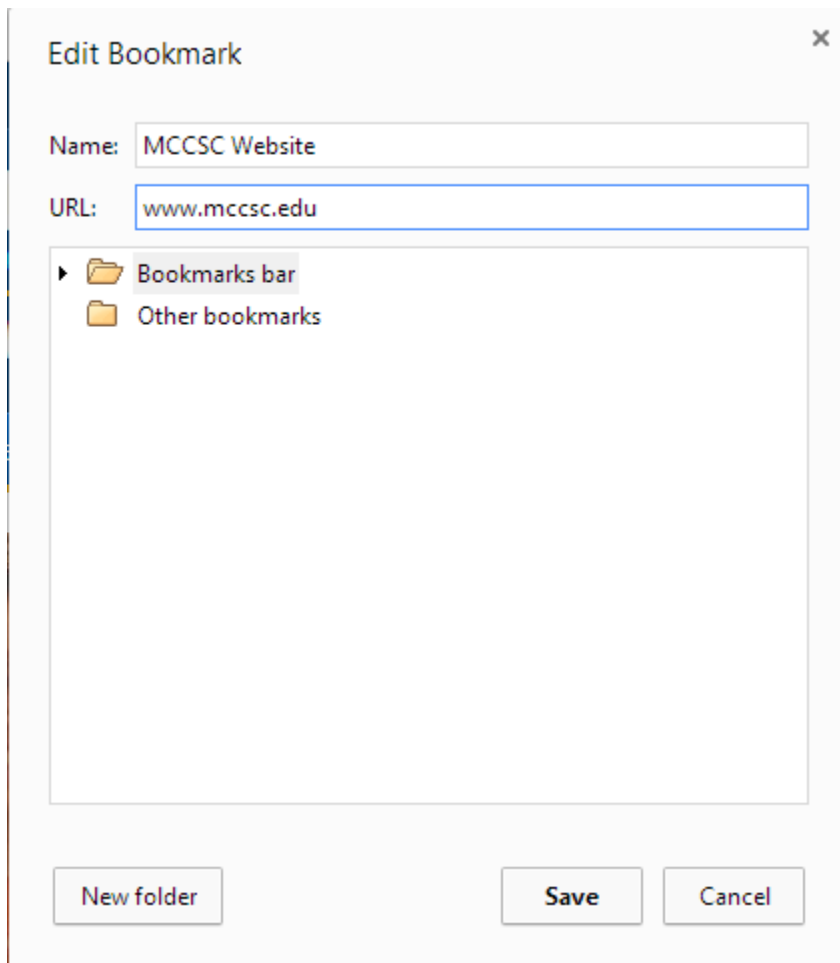 Edit Bookmark
Name: MCCSC Website
URL: www.mccsc.edu
Bookmarks bar
Other bookmarks
New folder Save Cancel